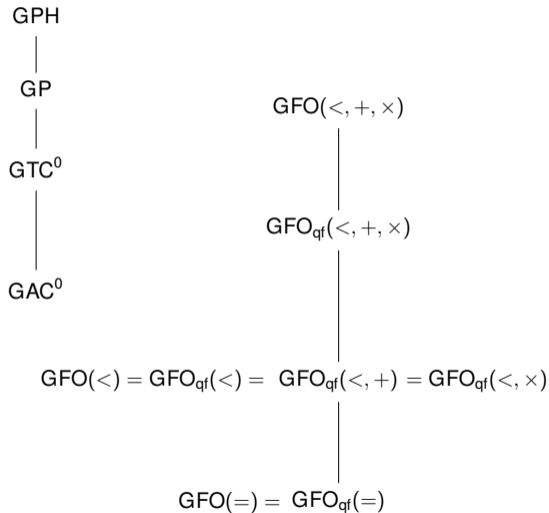 GPH
GP
GFO(<, +, ×)
GTC⁰
GFO_qf(<, +, ×)
GAC⁰
GFO(<) = GFO_qf(<) = GFO_qf(<, +) = GFO_qf(<, ×)
GFO(=) = GFO_qf(=)